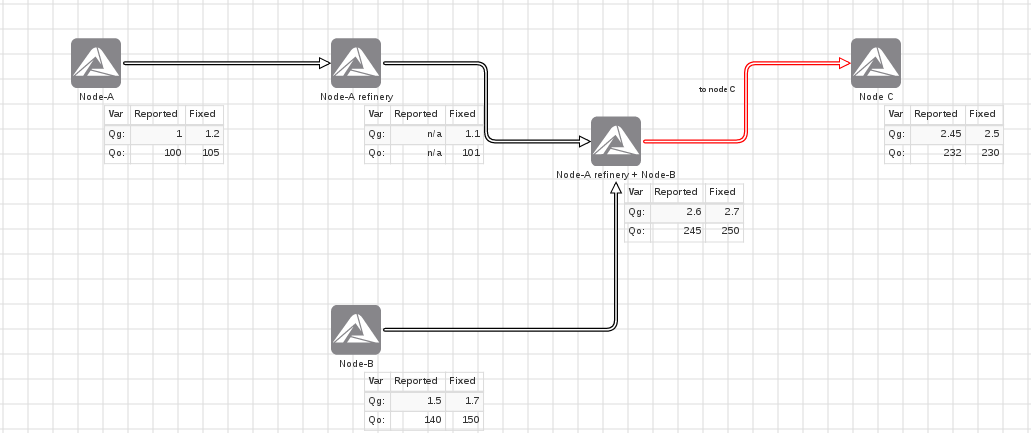 Node-A
Var Reported Fixed
Qg: 1 1.2
Qo: 100 105
Node-A refinery
Var Reported Fixed
Qg: n/a 1.1
Qo: n/a 101
to node C
Node C
Var Reported Fixed
Qg: 2.45 2.5
Qo: 232 230
Node-A refinery + Node-B
Var Reported Fixed
Qg: 2.6 2.7
Qo: 245 250
Node-B
Var Reported Fixed
Qg: 1.5 1.7
Qo: 140 150